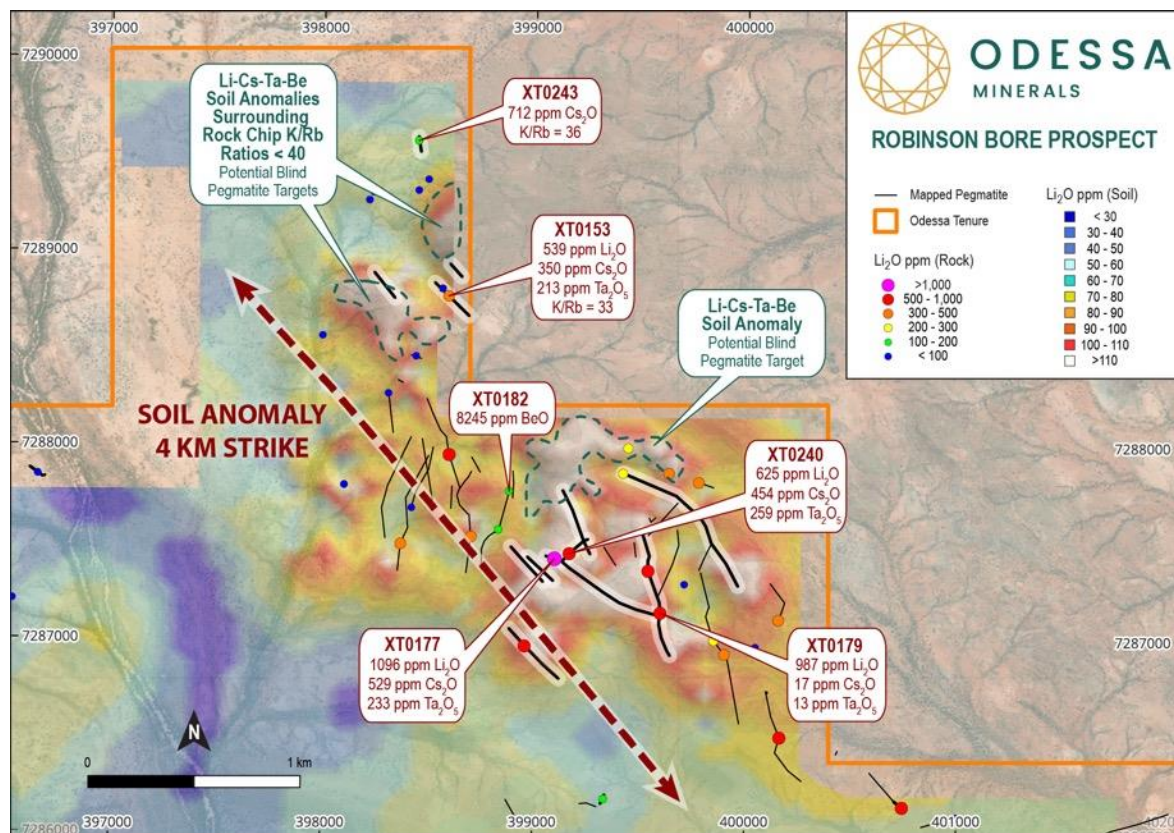 397000
398000
399000
400000
7290000
7289000
7288000
7287000
7286000
7288000
7287000
397000
398000
399000
400000
401000
Li-Cs-Ta-Be
Soil Anomalies
Surrounding
Rock Chip K/Rb
Ratios < 40
Potential Blind
Pegmatite Targets
XT0243
712 ppm Cs₂O
K/Rb = 36
XT0153
539 ppm Li₂O
350 ppm Cs₂O
213 ppm Ta₂O₅
K/Rb = 33
Li-Cs-Ta-Be
Soil Anomaly
Potential Blind
Pegmatite Target
SOIL ANOMALY
4 KM STRIKE
XT0182
8245 ppm BeO
XT0240
625 ppm Li₂O
454 ppm Cs₂O
259 ppm Ta₂O₅
XT0177
1096 ppm Li₂O
529 ppm Cs₂O
233 ppm Ta₂O₅
XT0179
987 ppm Li₂O
17 ppm Cs₂O
13 ppm Ta₂O₅
N
0 1 km
ODESSA
MINERALS
ROBINSON BORE PROSPECT
Mapped Pegmatite
Odessa Tenure
Li₂O ppm (Rock)
>1,000
500 - 1,000
300 - 500
200 - 300
100 - 200
< 100
Li₂O ppm (Soil)
< 30
30 - 40
40 - 50
50 - 60
60 - 70
70 - 80
80 - 90
90 - 100
100 - 110
>110